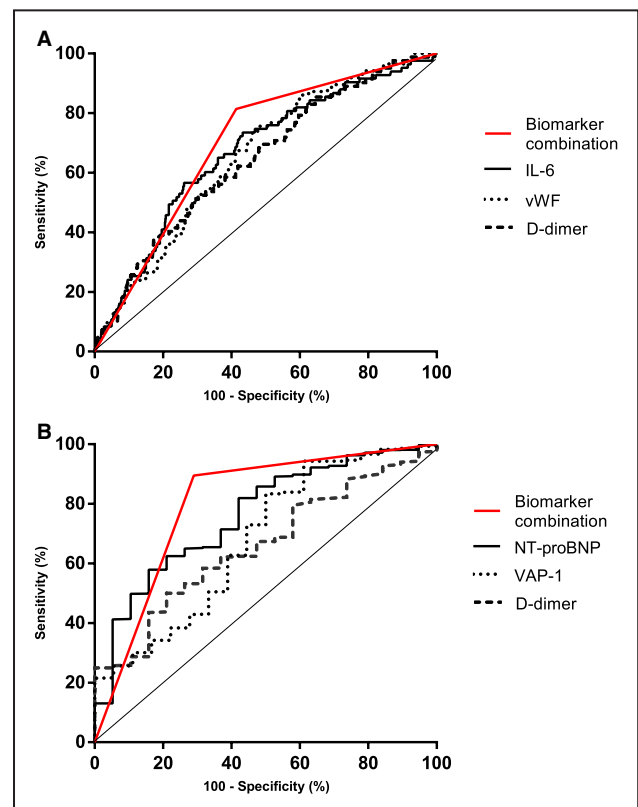 A
100
80
60
40
20
0
Sensitivity (%)
0 20 40 60 80 100
100 - Specificity (%)
Biomarker
combination
IL-6
vWF
D-dimer
B
100
80
60
40
20
0
Sensitivity (%)
0 20 40 60 80 100
100 - Specificity (%)
Biomarker
combination
NT-proBNP
VAP-1
D-dimer